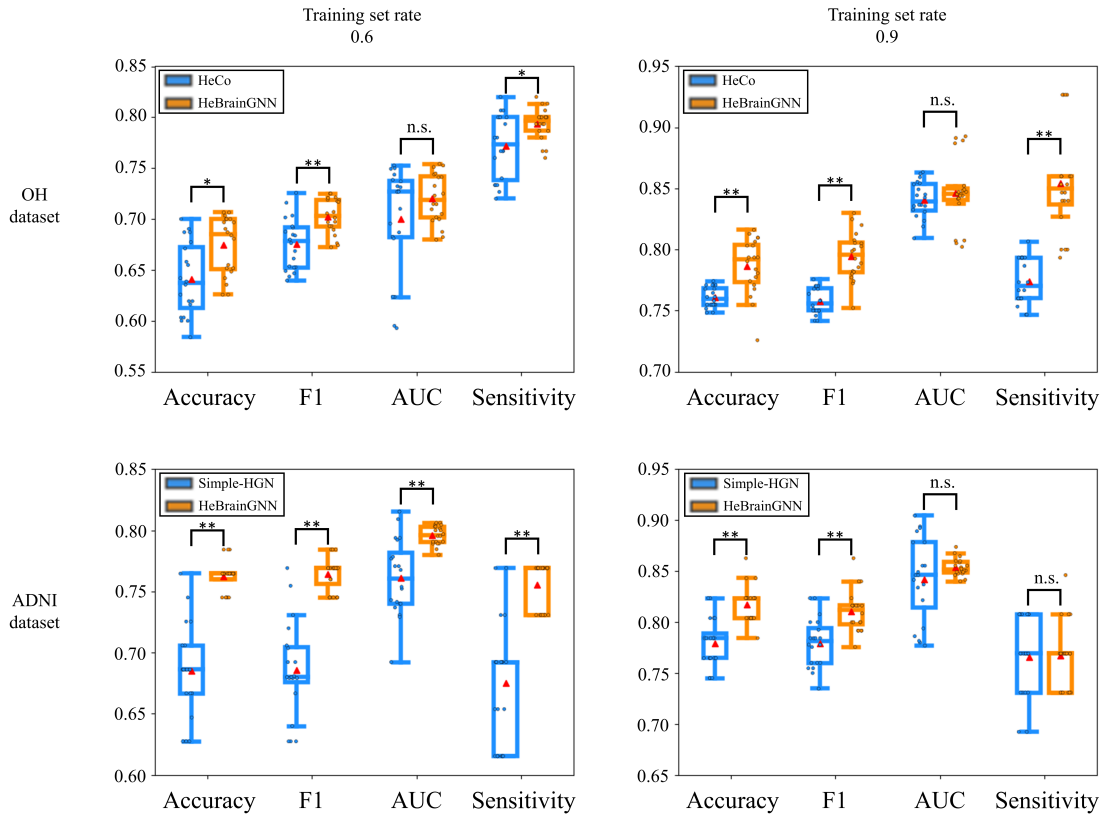 Training set rate
0.6
Training set rate
0.9
OH
dataset
0.85
0.80
0.75
0.70
0.65
0.60
0.55
HeCo
HeBrainGNN
*
**
n.s.
*
Accuracy
F1
AUC
Sensitivity
0.95
0.90
0.85
0.80
0.75
0.70
HeCo
HeBrainGNN
**
**
n.s.
**
Accuracy
F1
AUC
Sensitivity
ADNI
dataset
0.85
0.80
0.75
0.70
0.65
0.60
Simple-HGN
HeBrainGNN
**
**
**
**
Accuracy
F1
AUC
Sensitivity
0.95
0.90
0.85
0.80
0.75
0.70
0.65
Simple-HGN
HeBrainGNN
**
**
n.s.
n.s.
Accuracy
F1
AUC
Sensitivity